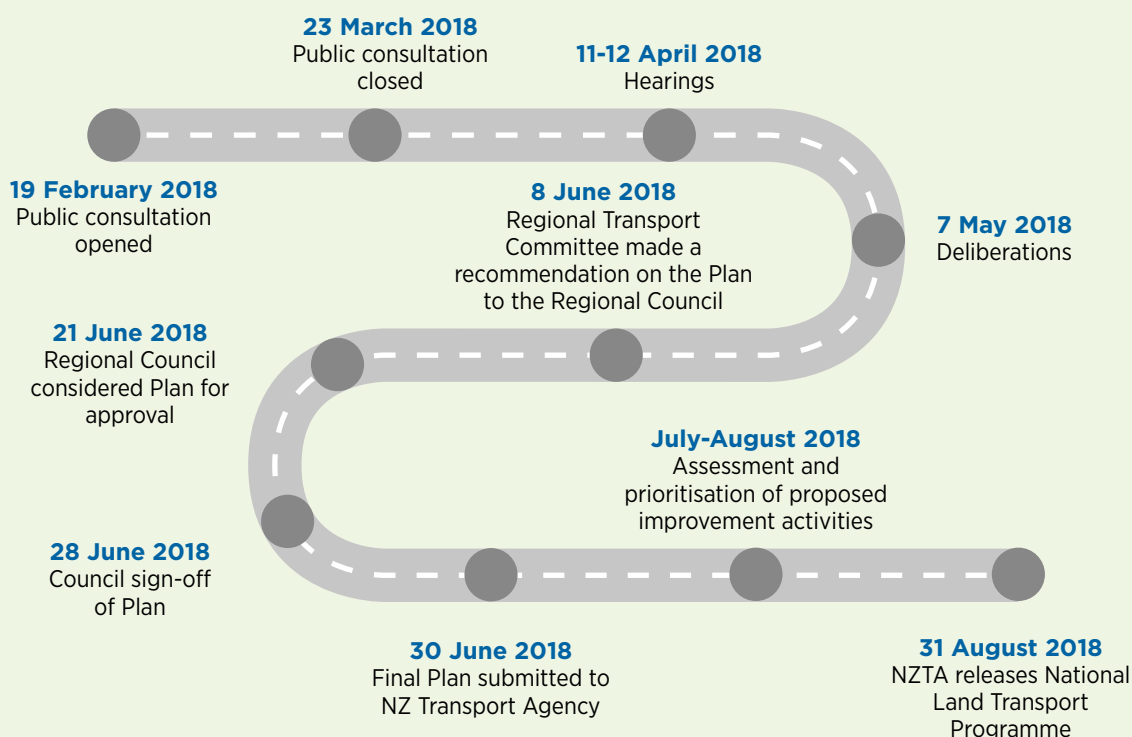 19 February 2018
Public consultation
opened
23 March 2018
Public consultation
closed
11-12 April 2018
Hearings
7 May 2018
Deliberations
8 June 2018
Regional Transport
Committee made a
recommendation on the Plan
to the Regional Council
21 June 2018
Regional Council
considered Plan for
approval
28 June 2018
Council sign-off
of Plan
30 June 2018
Final Plan submitted to
NZ Transport Agency
July-August 2018
Assessment and
prioritisation of proposed
improvement activities
31 August 2018
NZTA releases National
Land Transport
Programme